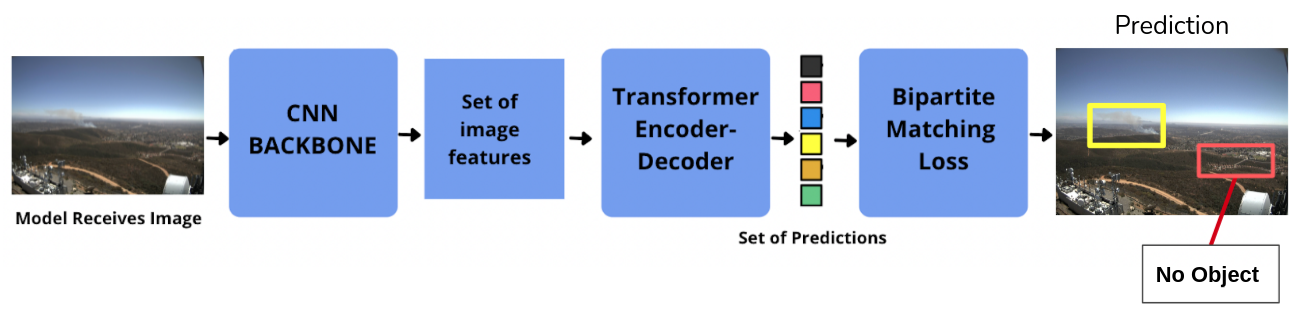 Prediction
CNN
BACKBONE
Set of
image
features
Transformer
Encoder-
Decoder
Bipartite
Matching
Loss
Model Receives Image
Set of Predictions
No Object